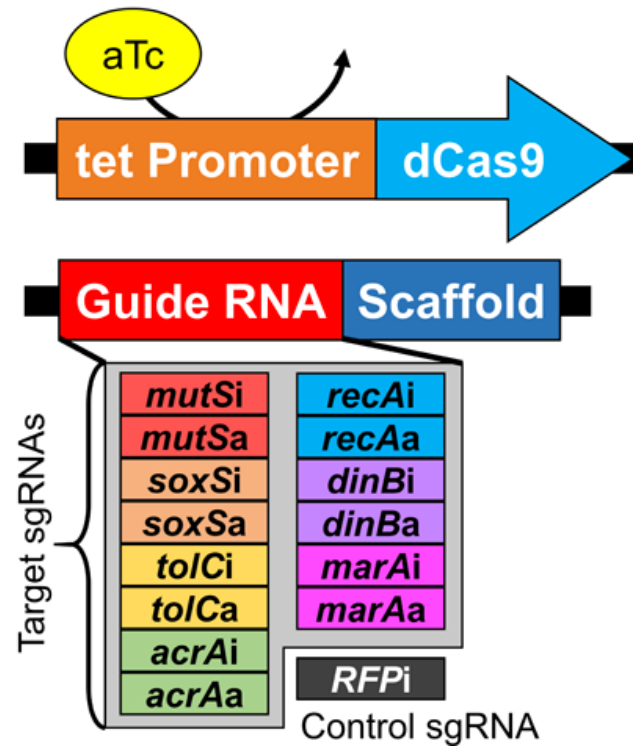 aTc
tet Promoter dCas9
Guide RNA Scaffold
Target sgRNAs
mutSi
mutSa
soxSi
soxSa
tolCi
tolCa
acrAi
acrAa
recAi
recAa
dinBi
dinBa
marAi
marAa
RFPi
Control sgRNA